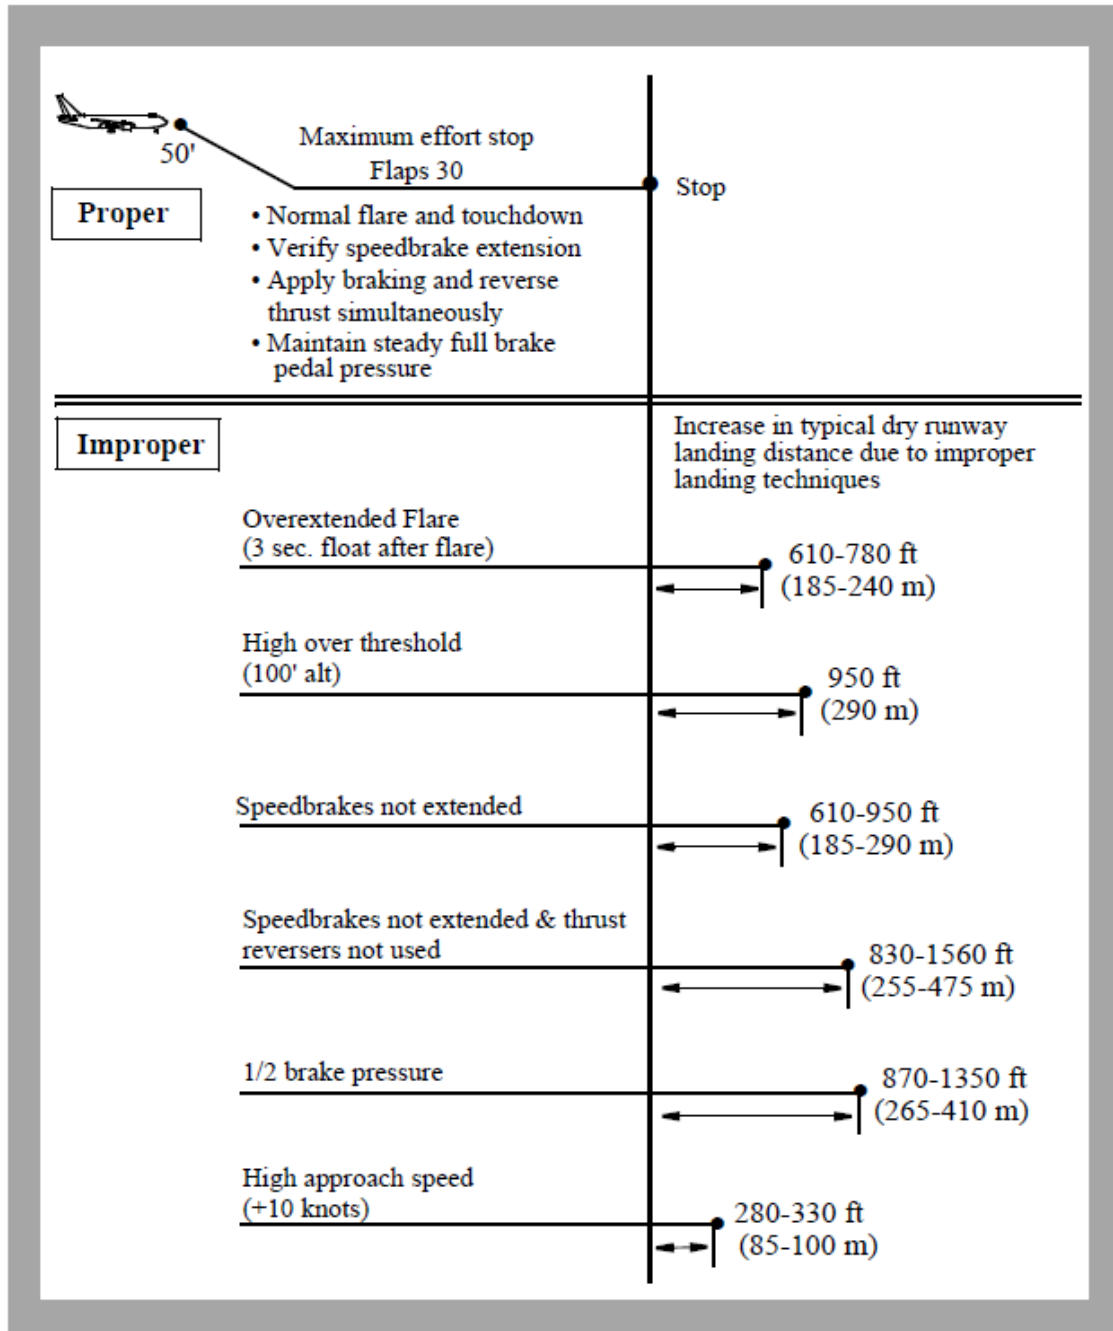 50'
Maximum effort stop
Flaps 30
Stop
Proper
• Normal flare and touchdown
• Verify speedbrake extension
• Apply braking and reverse
thrust simultaneously
• Maintain steady full brake
pedal pressure
Improper
Increase in typical dry runway
landing distance due to improper
landing techniques
Overextended Flare
(3 sec. float after flare)
610-780 ft
(185-240 m)
High over threshold
(100' alt)
950 ft
(290 m)
Speedbrakes not extended
610-950 ft
(185-290 m)
Speedbrakes not extended & thrust
reversers not used
830-1560 ft
(255-475 m)
1/2 brake pressure
870-1350 ft
(265-410 m)
High approach speed
(+10 knots)
280-330 ft
(85-100 m)